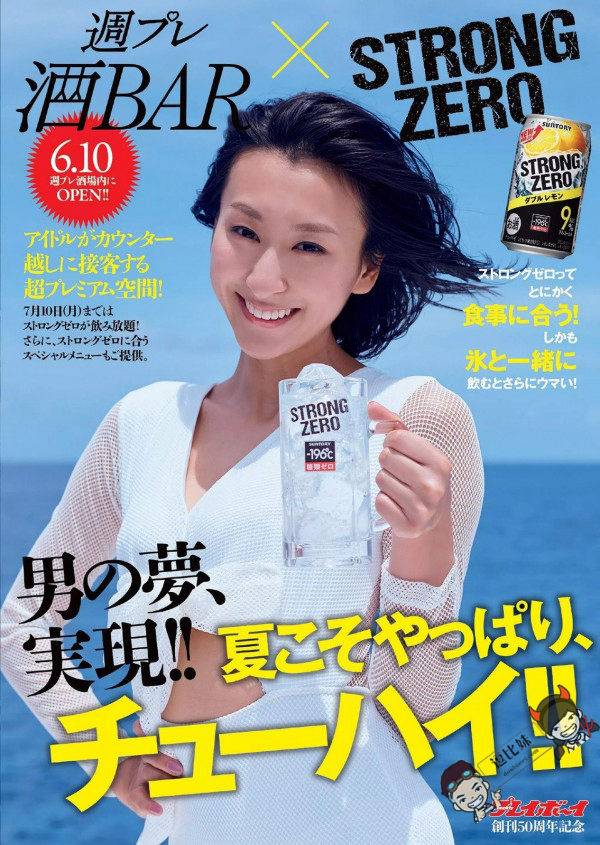 週プレ
酒BAR
×
STRONG
ZERO
6.10
週プレ酒場内に
OPEN!!
アイドルがカウンター
越しに接客する
超プレミアム空間!
7月10日(月)までは
ストロングゼロが飲み放題!
さらに、ストロングゼロに合う
スペシャルメニューもご提供。
NEW
SUNTORY
STRONG
ZERO
ダブルレモン
-196℃
お酒
9%
ストロングゼロって
とにかく
食事に合う!
しかも
氷と一緒に
飲むとさらにウマい!
STRONG
ZERO
SUNTORY
-196℃
糖類ゼロ
男の夢、
実現!!
夏こそやっぱり、
チューハイ!!
逗比妹
プレイボーイ
創刊50周年記念